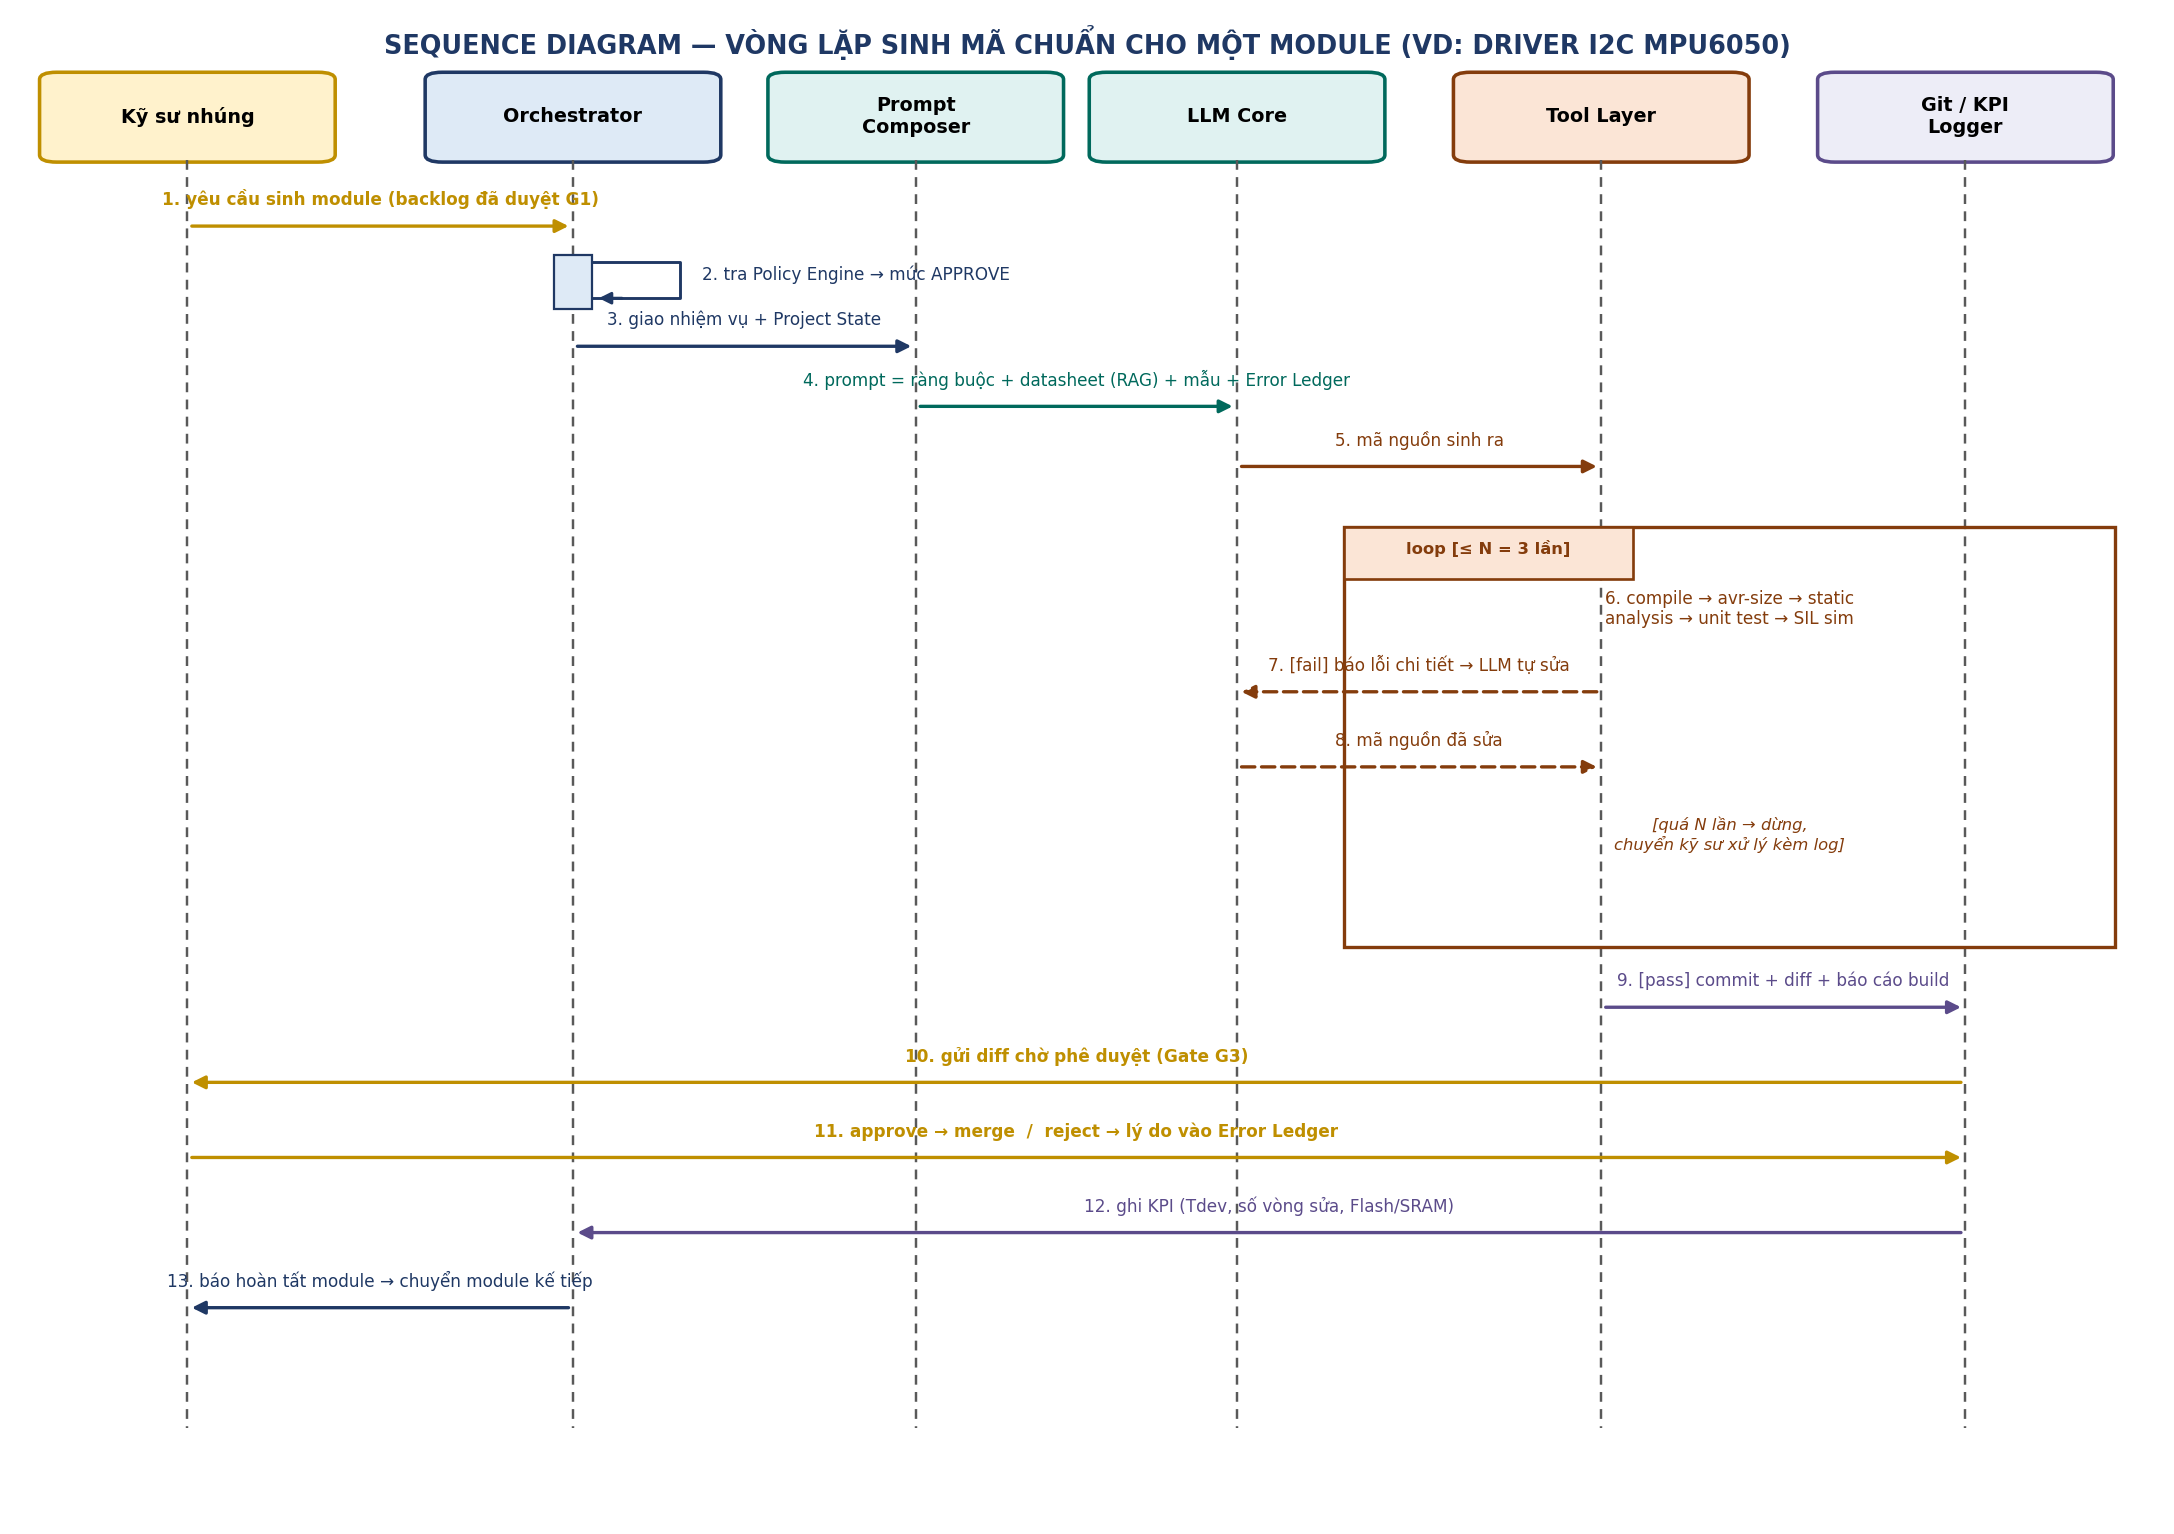 SEQUENCE DIAGRAM — VÒNG LẶP SINH MÃ CHUẨN CHO MỘT MODULE (VD: DRIVER I2C MPU6050)
Kỹ sư nhúng
Orchestrator
Prompt
Composer
LLM Core
Tool Layer
Git / KPI
Logger
1. yêu cầu sinh module (backlog đã duyệt G1)
2. tra Policy Engine → mức APPROVE
3. giao nhiệm vụ + Project State
4. prompt = ràng buộc + datasheet (RAG) + mẫu + Error Ledger
5. mã nguồn sinh ra
loop [≤ N = 3 lần]
6. compile → avr-size → static
analysis → unit test → SIL sim
7. [fail] báo lỗi chi tiết → LLM tự sửa
8. mã nguồn đã sửa
[quá N lần → dừng,
chuyển kỹ sư xử lý kèm log]
9. [pass] commit + diff + báo cáo build
10. gửi diff chờ phê duyệt (Gate G3)
11. approve → merge / reject → lý do vào Error Ledger
12. ghi KPI (Tdev, số vòng sửa, Flash/SRAM)
13. báo hoàn tất module → chuyển module kế tiếp